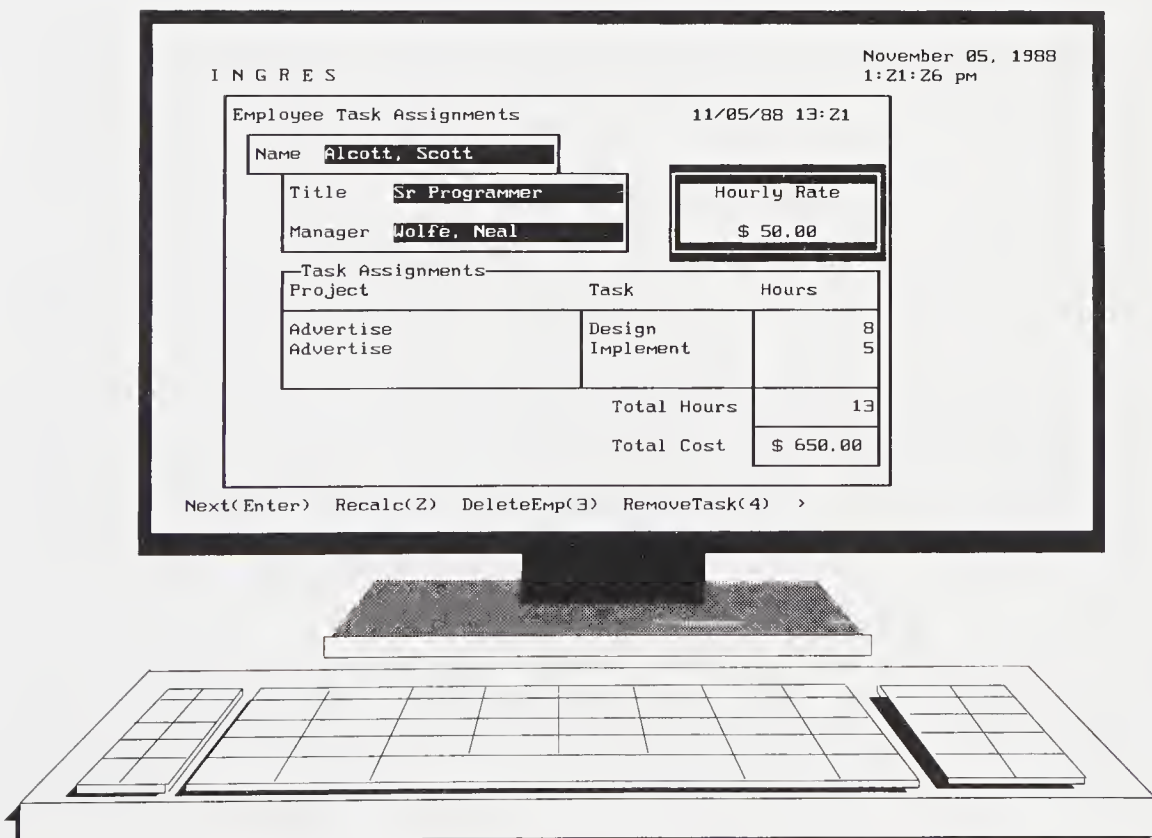 November 05, 1988
I N G R E S 1:21:26 pm
Employee Task Assignments 11/05/88 13:21
Name Alcott, Scott
Title Sr Programmer Hourly Rate
Manager Wolfe, Neal $ 50.00
Task Assignments
Project Task Hours
Advertise Design 8
Advertise Implement 5
Total Hours 13
Total Cost $ 650.00
Next(Enter) Recalc(2) DeleteEmp(3) RemoveTask(4) >